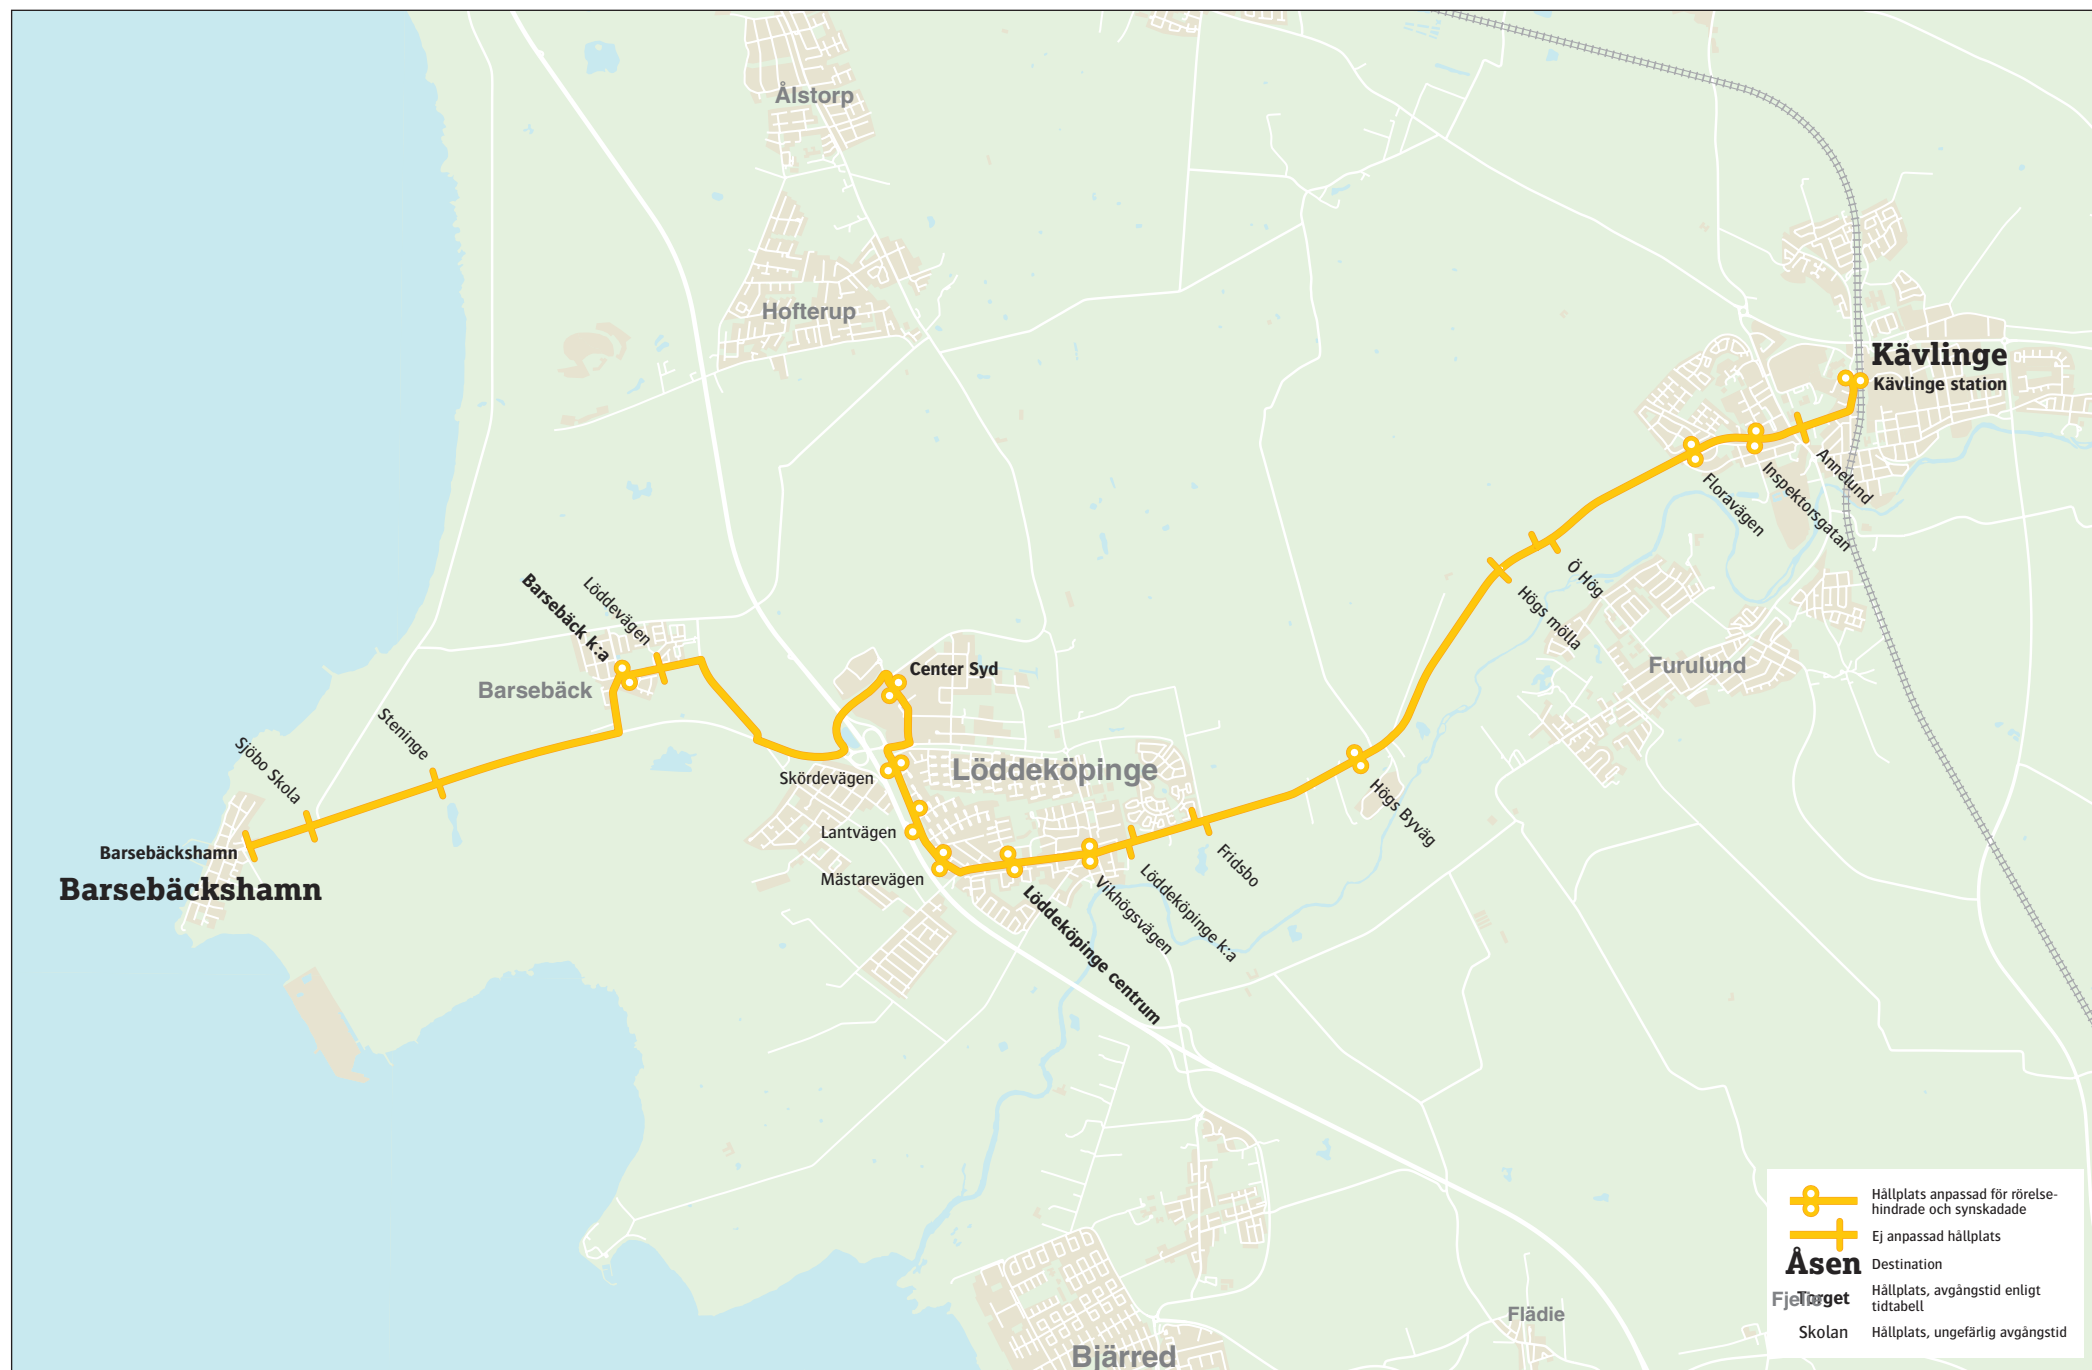 Ålstorp
Hofterup
Kävlinge
Kävlinge station
Annelund
Inspektorsgatan
Floravägen
Ö Hög
Högs mölla
Furulund
Löddevägen
Barsebäck k:a
Barsebäck
Center Syd
Steninge
Sjöbo Skola
Skördevägen
Löddeköpinge
Högs Byväg
Lantvägen
Barsebäckshamn
Barsebäckshamn
Mästarevägen
Fridsbo
Löddeköpinge k:a
Vikhögsvägen
Löddeköpinge centrum
Hållplats anpassad för rörelse-
hindrade och synskadade
Ej anpassad hållplats
Åsen Destination
Fjelie
Torget Hållplats, avgångstid enligt
tidtabell
Skolan Hållplats, ungefärlig avgångstid
Flädie
Bjärred